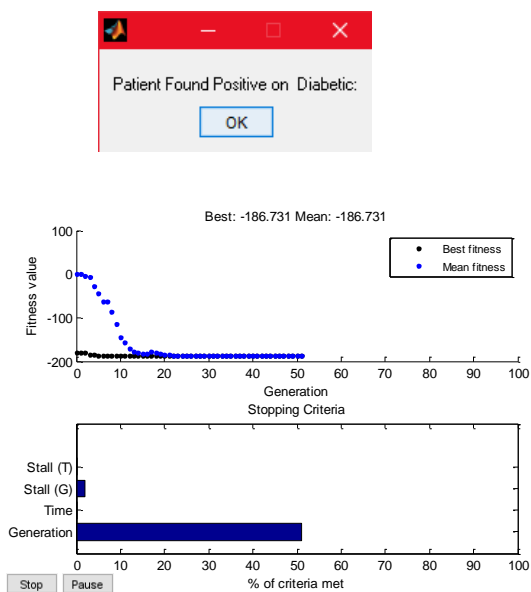 Patient Found Positive on Diabetic:
OK
Best: -186.731 Mean: -186.731
100
0
-100
-200
Fitness value
Best fitness
Mean fitness
0 10 20 30 40 50 60 70 80 90 100
Generation
Stopping Criteria
Stall (T)
Stall (G)
Time
Generation
0 10 20 30 40 50 60 70 80 90 100
% of criteria met
Stop Pause